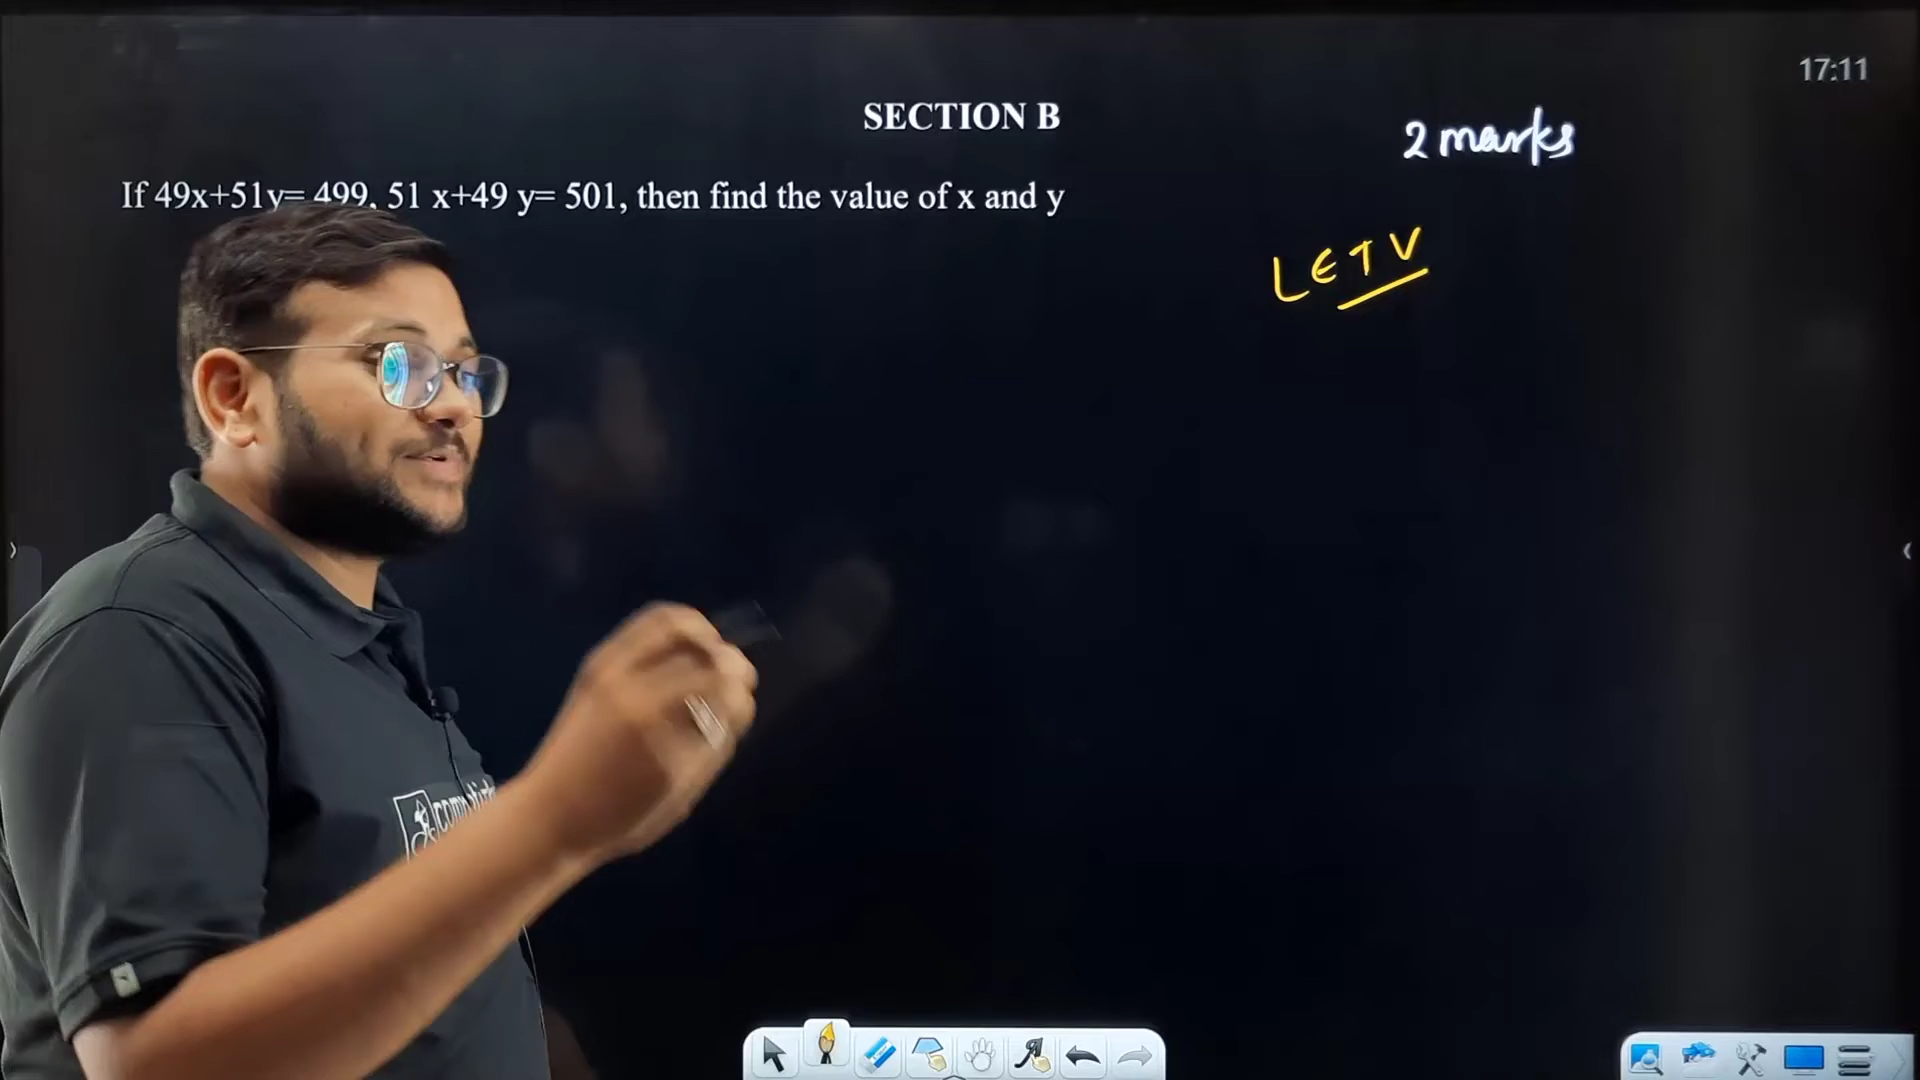 17:11
SECTION B
2 marks
If 49x+51y= 499, 51 x+49 y= 501, then find the value of x and y
LETV